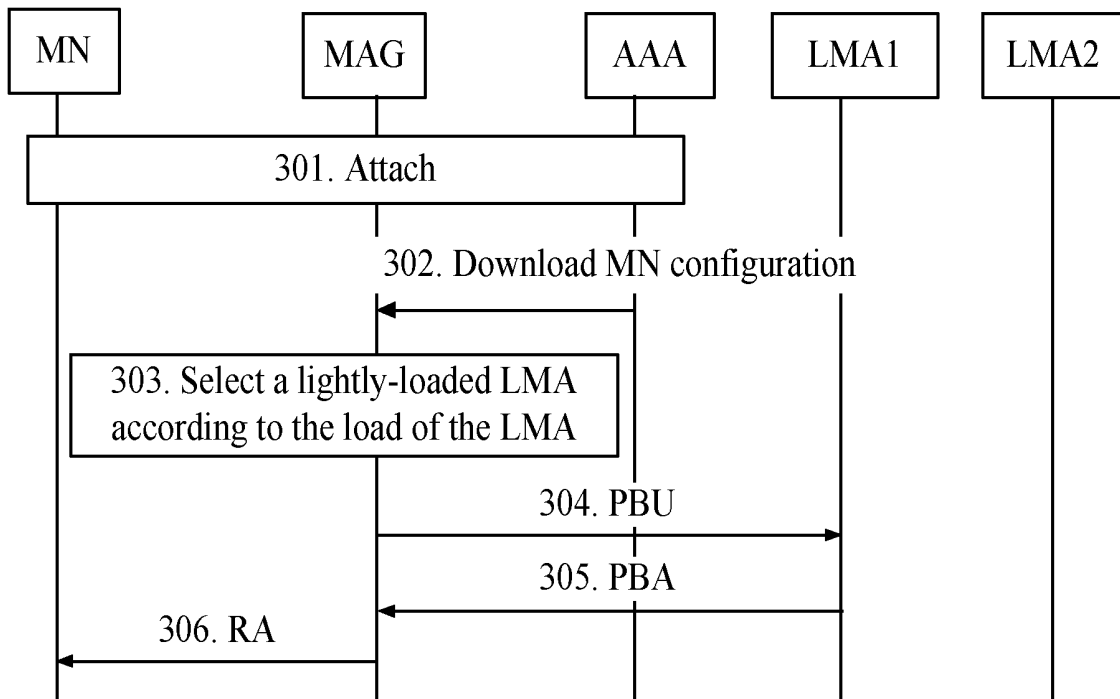 MN
MAG
AAA
LMA1
LMA2
301. Attach
302. Download MN configuration
303. Select a lightly-loaded LMA
according to the load of the LMA
304. PBU
305. PBA
306. RA